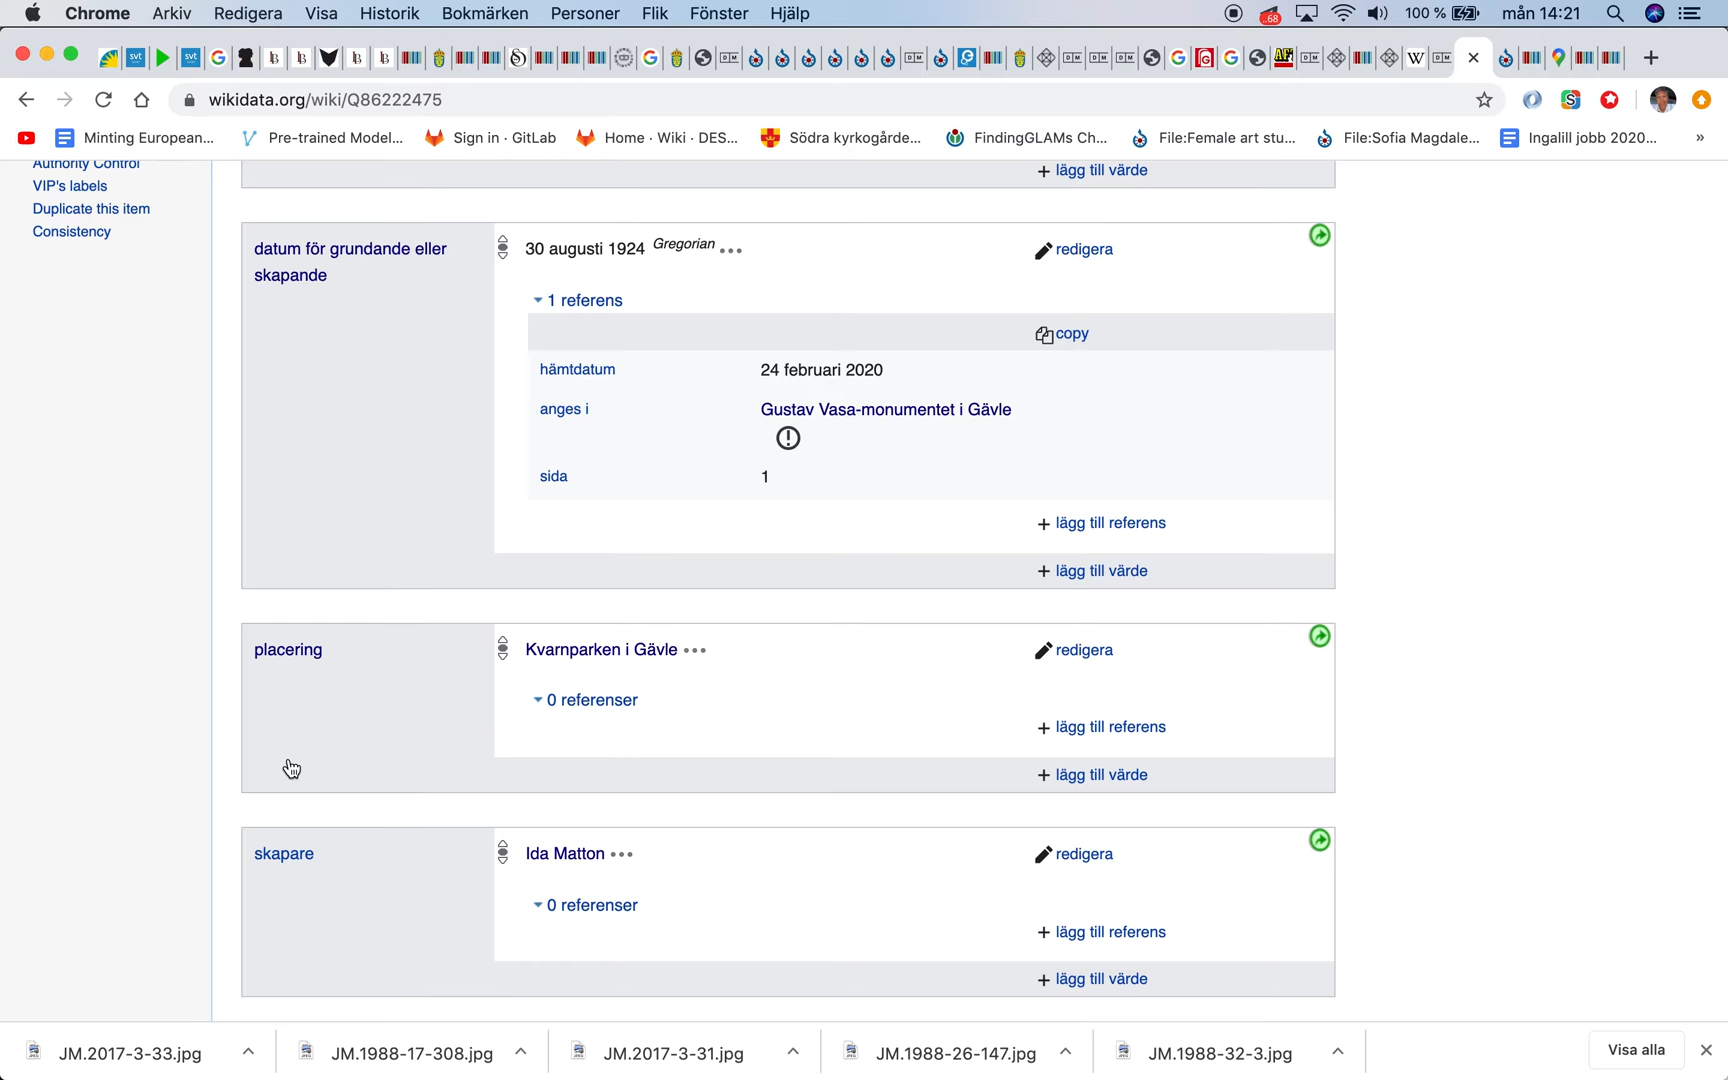 Chrome Arkiv Redigera Visa Historik Bokmärken Personer Flik Fönster Hjälp 68 100 % mån 14:21
wikidata.org/wiki/Q86222475
Minting European... Pre-trained Model... Sign in · GitLab Home · Wiki · DES... Södra kyrkogårde... FindingGLAMs Ch... File:Female art stu... File:Sofia Magdale... Ingalill jobb 2020... »
Authority Control
VIP's labels
Duplicate this item
Consistency
+ lägg till värde
datum för grundande eller
skapande
30 augusti 1924 Gregorian ••• redigera
1 referens
copy
hämtdatum 24 februari 2020
anges i Gustav Vasa-monumentet i Gävle
sida 1
+ lägg till referens
+ lägg till värde
placering Kvarnparken i Gävle ••• redigera
0 referenser
+ lägg till referens
+ lägg till värde
skapare Ida Matton ••• redigera
0 referenser
+ lägg till referens
+ lägg till värde
JM.2017-3-33.jpg JM.1988-17-308.jpg JM.2017-3-31.jpg JM.1988-26-147.jpg JM.1988-32-3.jpg Visa alla